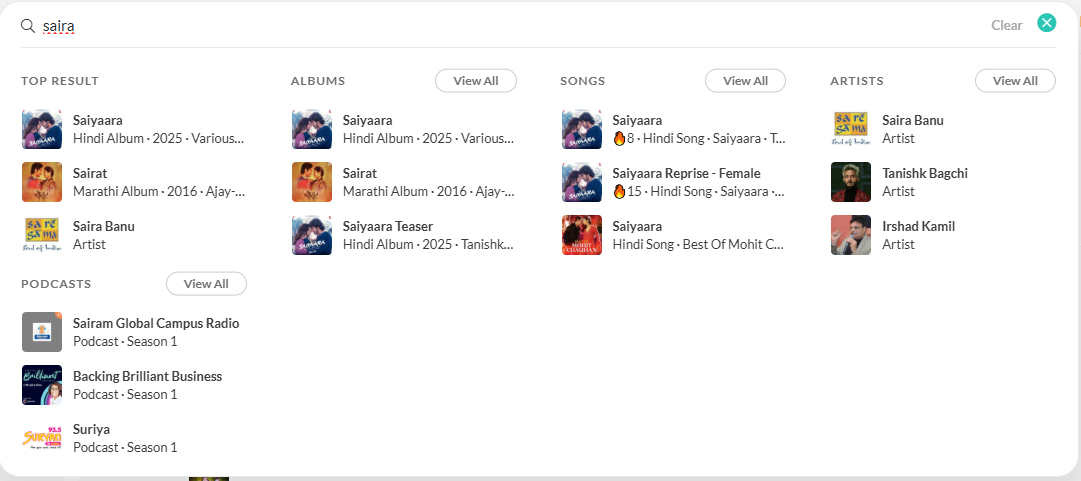 saira
Clear
TOP RESULT
Saiyaara
Hindi Album · 2025 · Various...
Sairat
Marathi Album · 2016 · Ajay-...
Saira Banu
Artist
ALBUMS
View All
Saiyaara
Hindi Album · 2025 · Various...
Sairat
Marathi Album · 2016 · Ajay-...
Saiyaara Teaser
Hindi Album · 2025 · Tanishk...
SONGS
View All
Saiyaara
🔥8 · Hindi Song · Saiyaara · T...
Saiyaara Reprise - Female
🔥15 · Hindi Song · Saiyaara ·...
Saiyaara
Hindi Song · Best Of Mohit C...
ARTISTS
View All
Saira Banu
Artist
Tanishk Bagchi
Artist
Irshad Kamil
Artist
PODCASTS
View All
Sairam Global Campus Radio
Podcast · Season 1
Backing Brilliant Business
Podcast · Season 1
Suriya
Podcast · Season 1